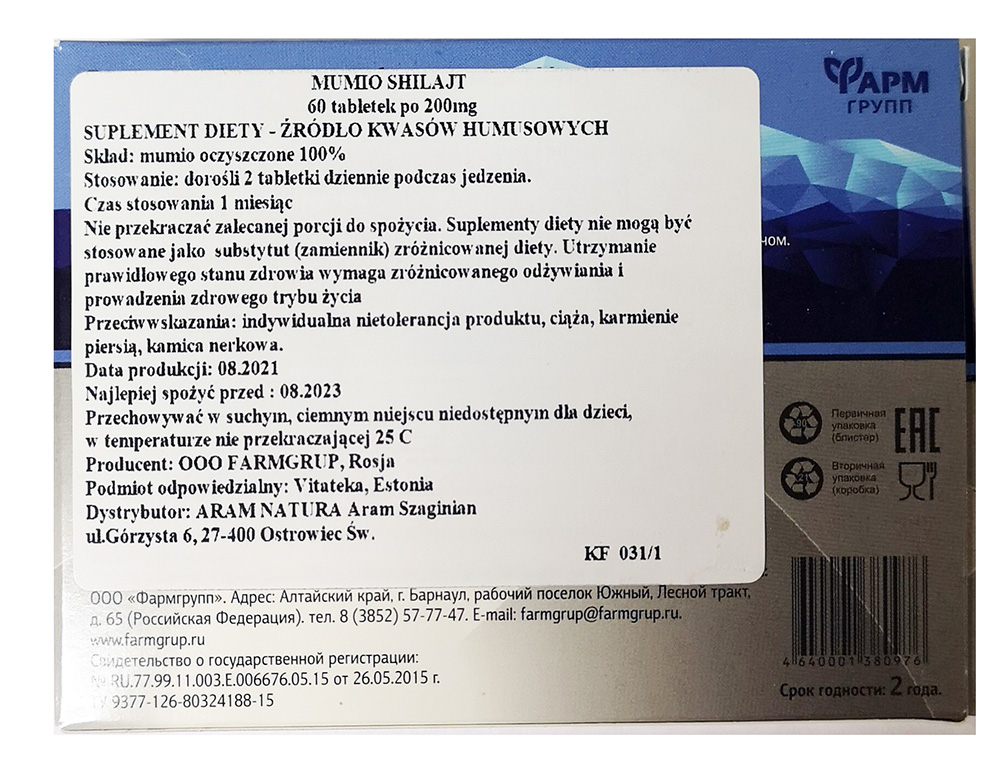 ФАРМ
ГРУПП
MUMIO SHILAJT
60 tabletek po 200mg
SUPLEMENT DIETY - ŹRÓDŁO KWASÓW HUMUSOWYCH
Skład: mumio oczyszczone 100%
Stosowanie: dorośli 2 tabletki dziennie podczas jedzenia.
Czas stosowania 1 miesiąc
Nie przekraczać zalecanej porcji do spożycia. Suplementy diety nie mogą być
stosowane jako substytut (zamiennik) zróżnicowanej diety. Utrzymanie
prawidłowego stanu zdrowia wymaga zróżnicowanego odżywiania i
prowadzenia zdrowego trybu życia
Przeciwwskazania: indywidualna nietolerancja produktu, ciąża, karmienie
piersią, kamica nerkowa.
Data produkcji: 08.2021
Najlepiej spożyć przed : 08.2023
Przechowywać w suchym, ciemnym miejscu niedostępnym dla dzieci,
w temperaturze nie przekraczającej 25 C
Producent: OOO FARMGRUP, Rosja
Podmiot odpowiedzialny: Vitateka, Estonia
Dystrybutor: ARAM NATURA Aram Szaginian
ul.Górzysta 6, 27-400 Ostrowiec Św.
KF 031/1
Первичная
упаковка
(блистер)
EAC
Вторичная
упаковка
(коробка)
ООО «Фармгрупп». Адрес: Алтайский край, г. Барнаул, рабочий поселок Южный, Лесной тракт,
д. 65 (Российская Федерация). тел. 8 (3852) 57-77-47. E-mail: farmgrup@farmgrup.ru.
www.farmgrup.ru
Свидетельство о государственной регистрации:
№ RU.77.99.11.003.E.006676.05.15 от 26.05.2015 г.
ТУ 9377-126-80324188-15
4 640001 380976
Срок годности: 2 года.